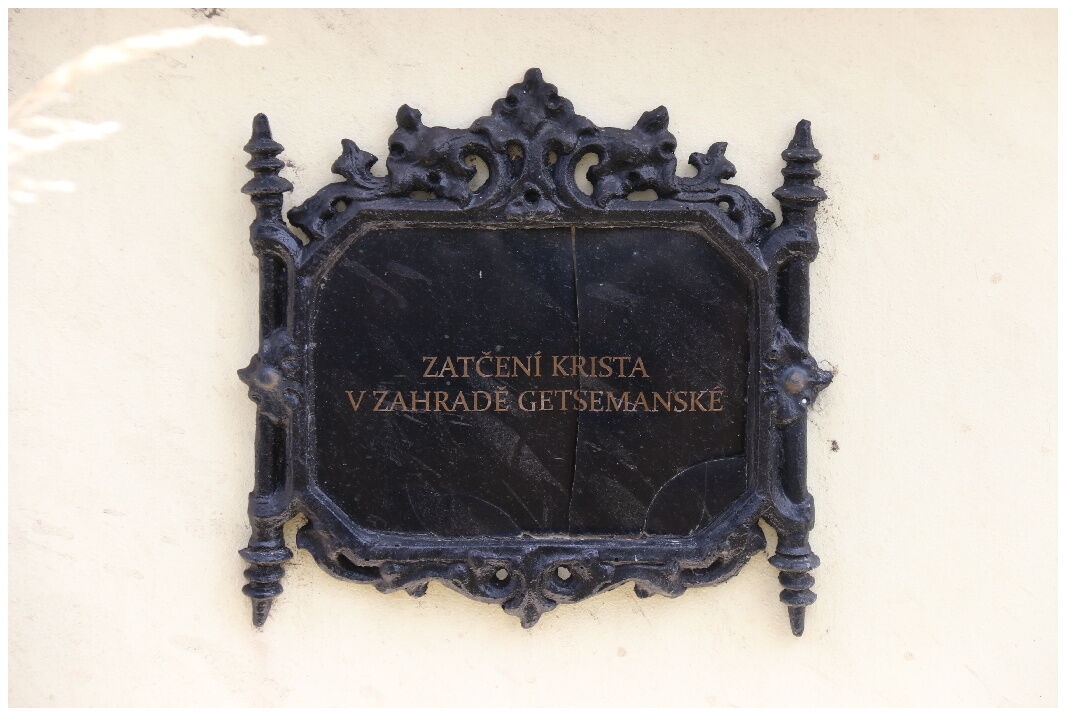 ZATČENÍ KRISTA
V ZAHRADĚ GETSEMANSKÉ